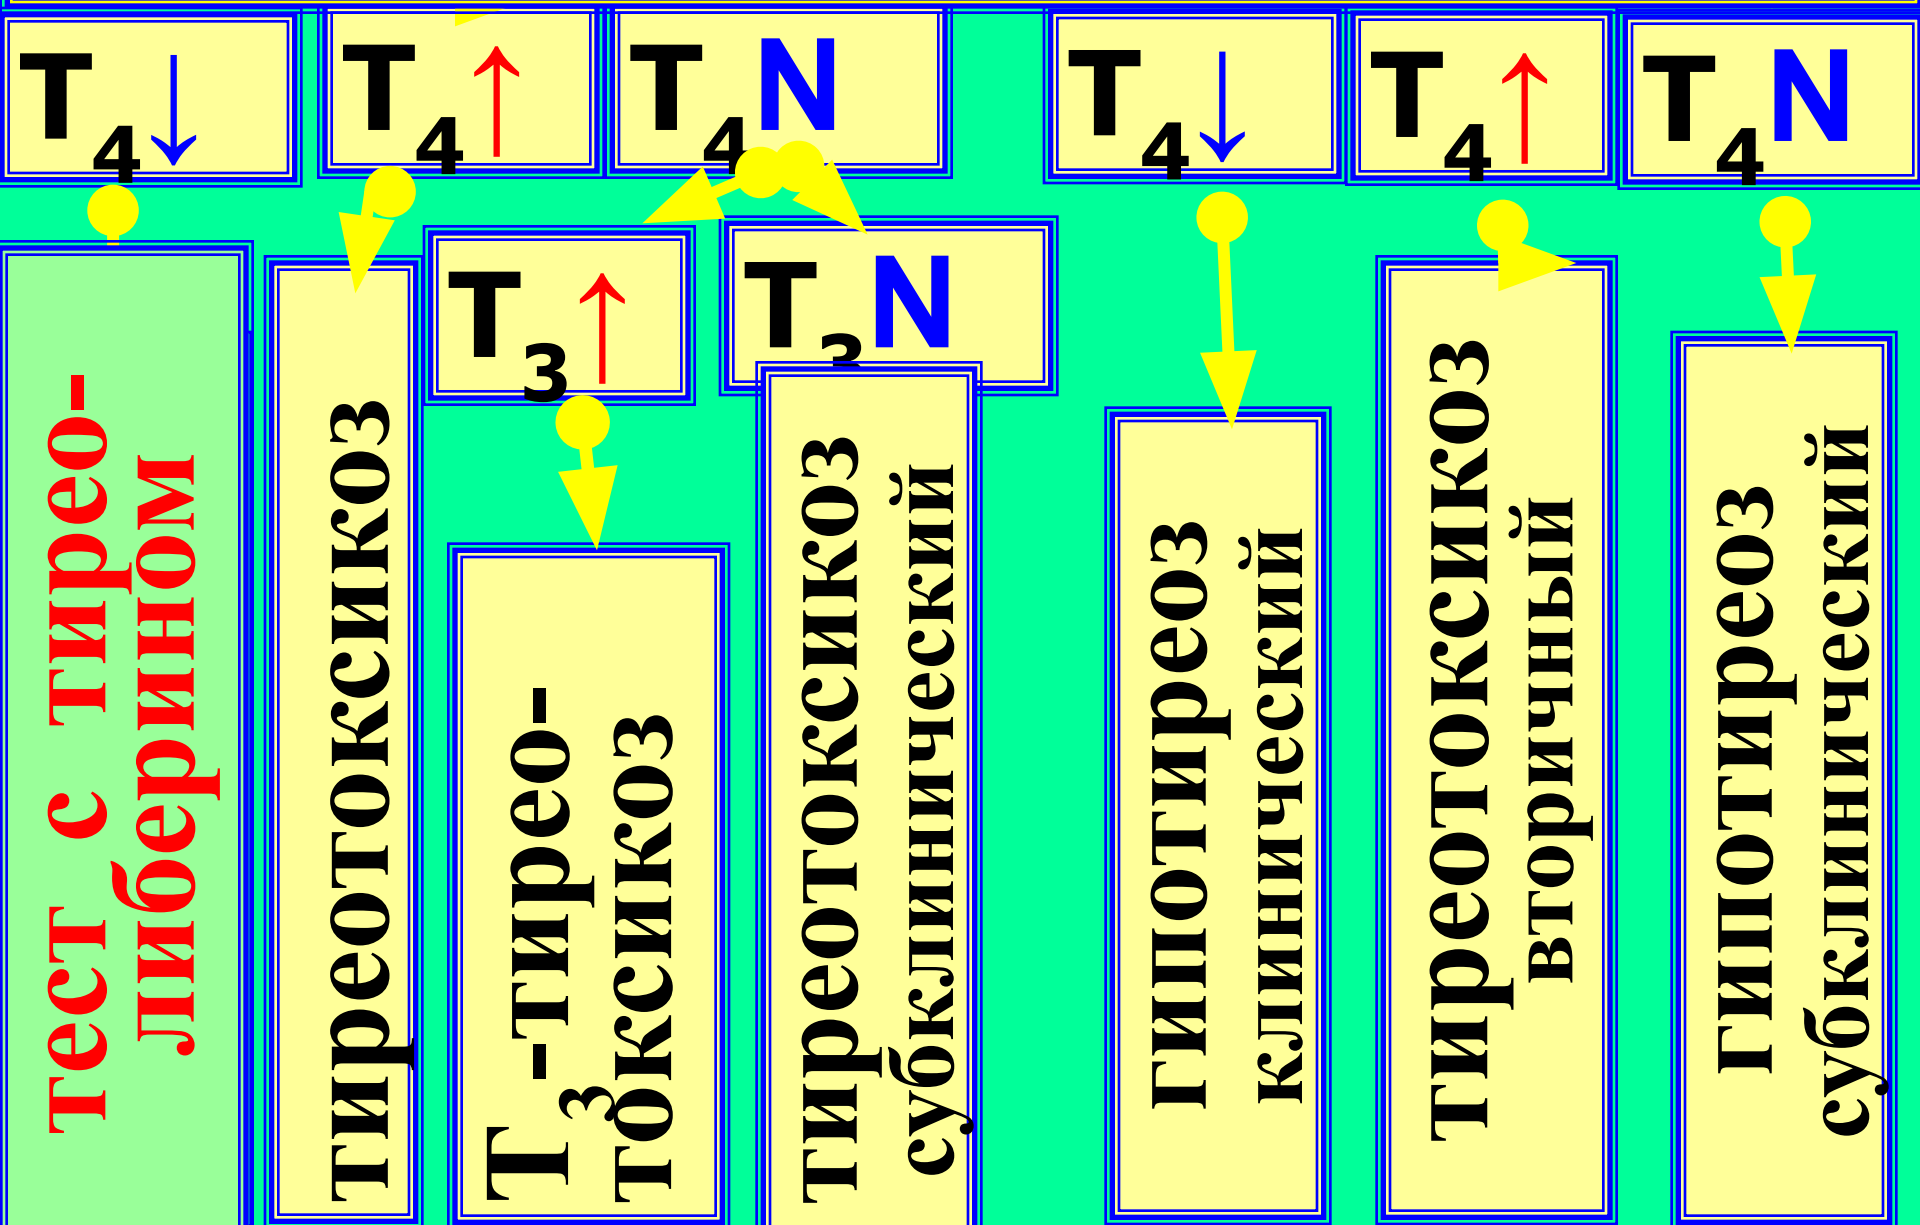 T4↓
T4↑
T4N
T4↓
T4↑
T4N
T3↑
T3N
тест с тирео-
либерином
тиреотоксикоз
Т3-тирео-
токсикоз
тиреотоксикоз
субклинический
гипотиреоз
клинический
тиреотоксикоз
вторичный
гипотиреоз
субклинический